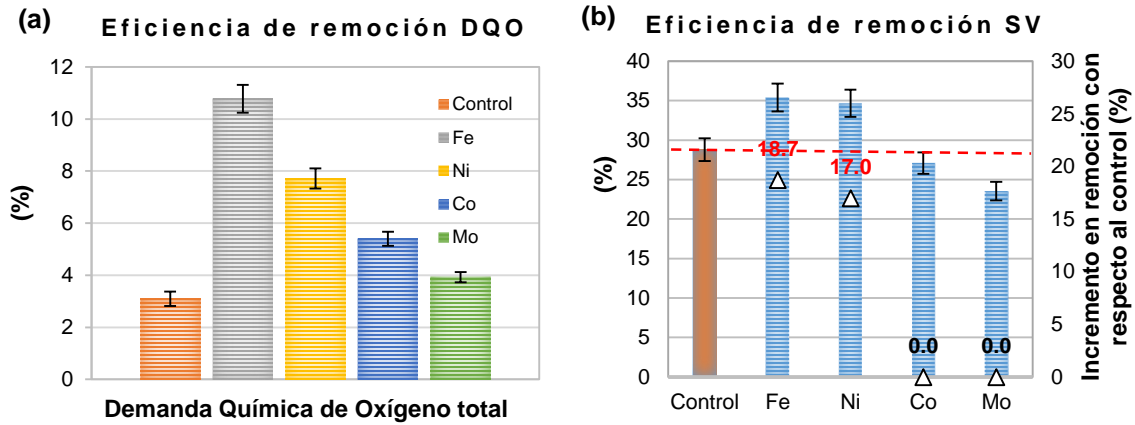 (a)
Eficiencia de remoción DQO
12
10
8
6
4
2
0
(%)
Control
Fe
Ni
Co
Mo
Demanda Química de Oxígeno total
(b)
Eficiencia de remoción SV
40
35
30
25
20
15
10
5
0
(%)
18.7
17.0
0.0
0.0
Control Fe Ni Co Mo
30
25
20
15
10
5
0
Incremento en remoción con
respecto al control (%)